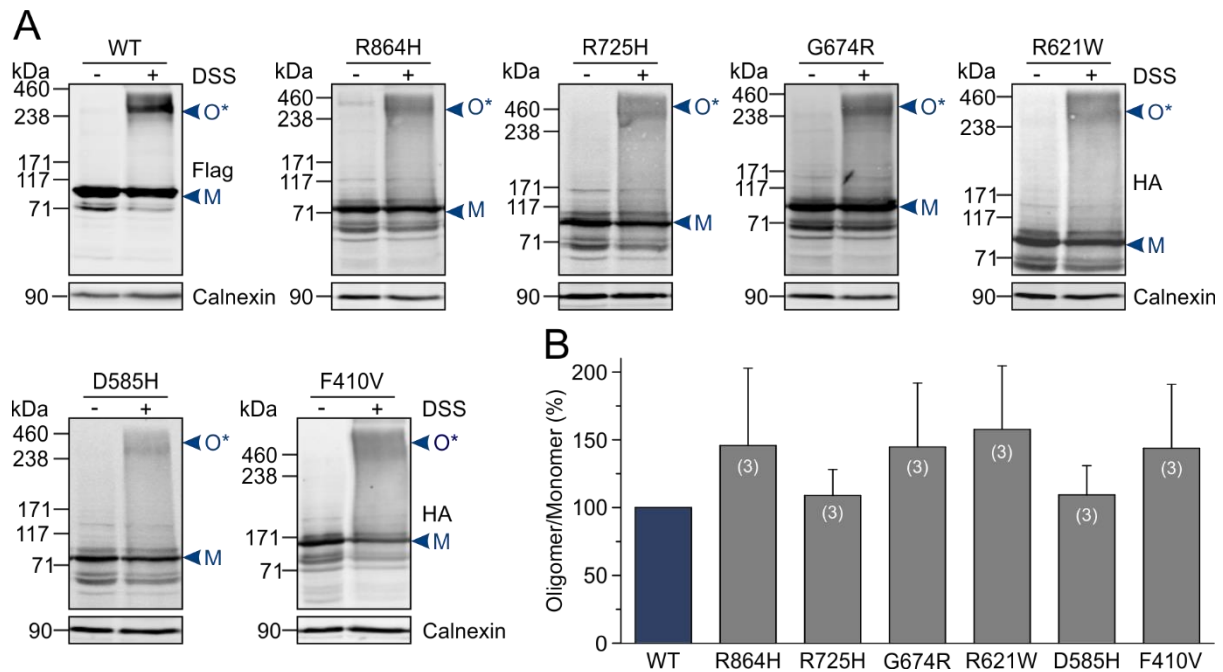 A
WT
kDa - + DSS
460
238
171
117
71
O*
Flag
M
90 Calnexin
R864H
kDa - +
460
238
171
117
71
O*
M
90
R725H
kDa - +
460
238
171
117
71
O*
M
90
G674R
kDa - +
460
238
171
117
71
O*
M
90
R621W
kDa - + DSS
460
238
171
117
71
O*
HA
M
90 Calnexin
D585H
kDa - +
460
238
171
117
71
O*
M
90
F410V
kDa - + DSS
460
238
171
71
O*
HA
M
90 Calnexin
B
Oligomer/Monomer (%)
200
150
100
50
0
(3) (3) (3) (3) (3) (3)
WT R864H R725H G674R R621W D585H F410V